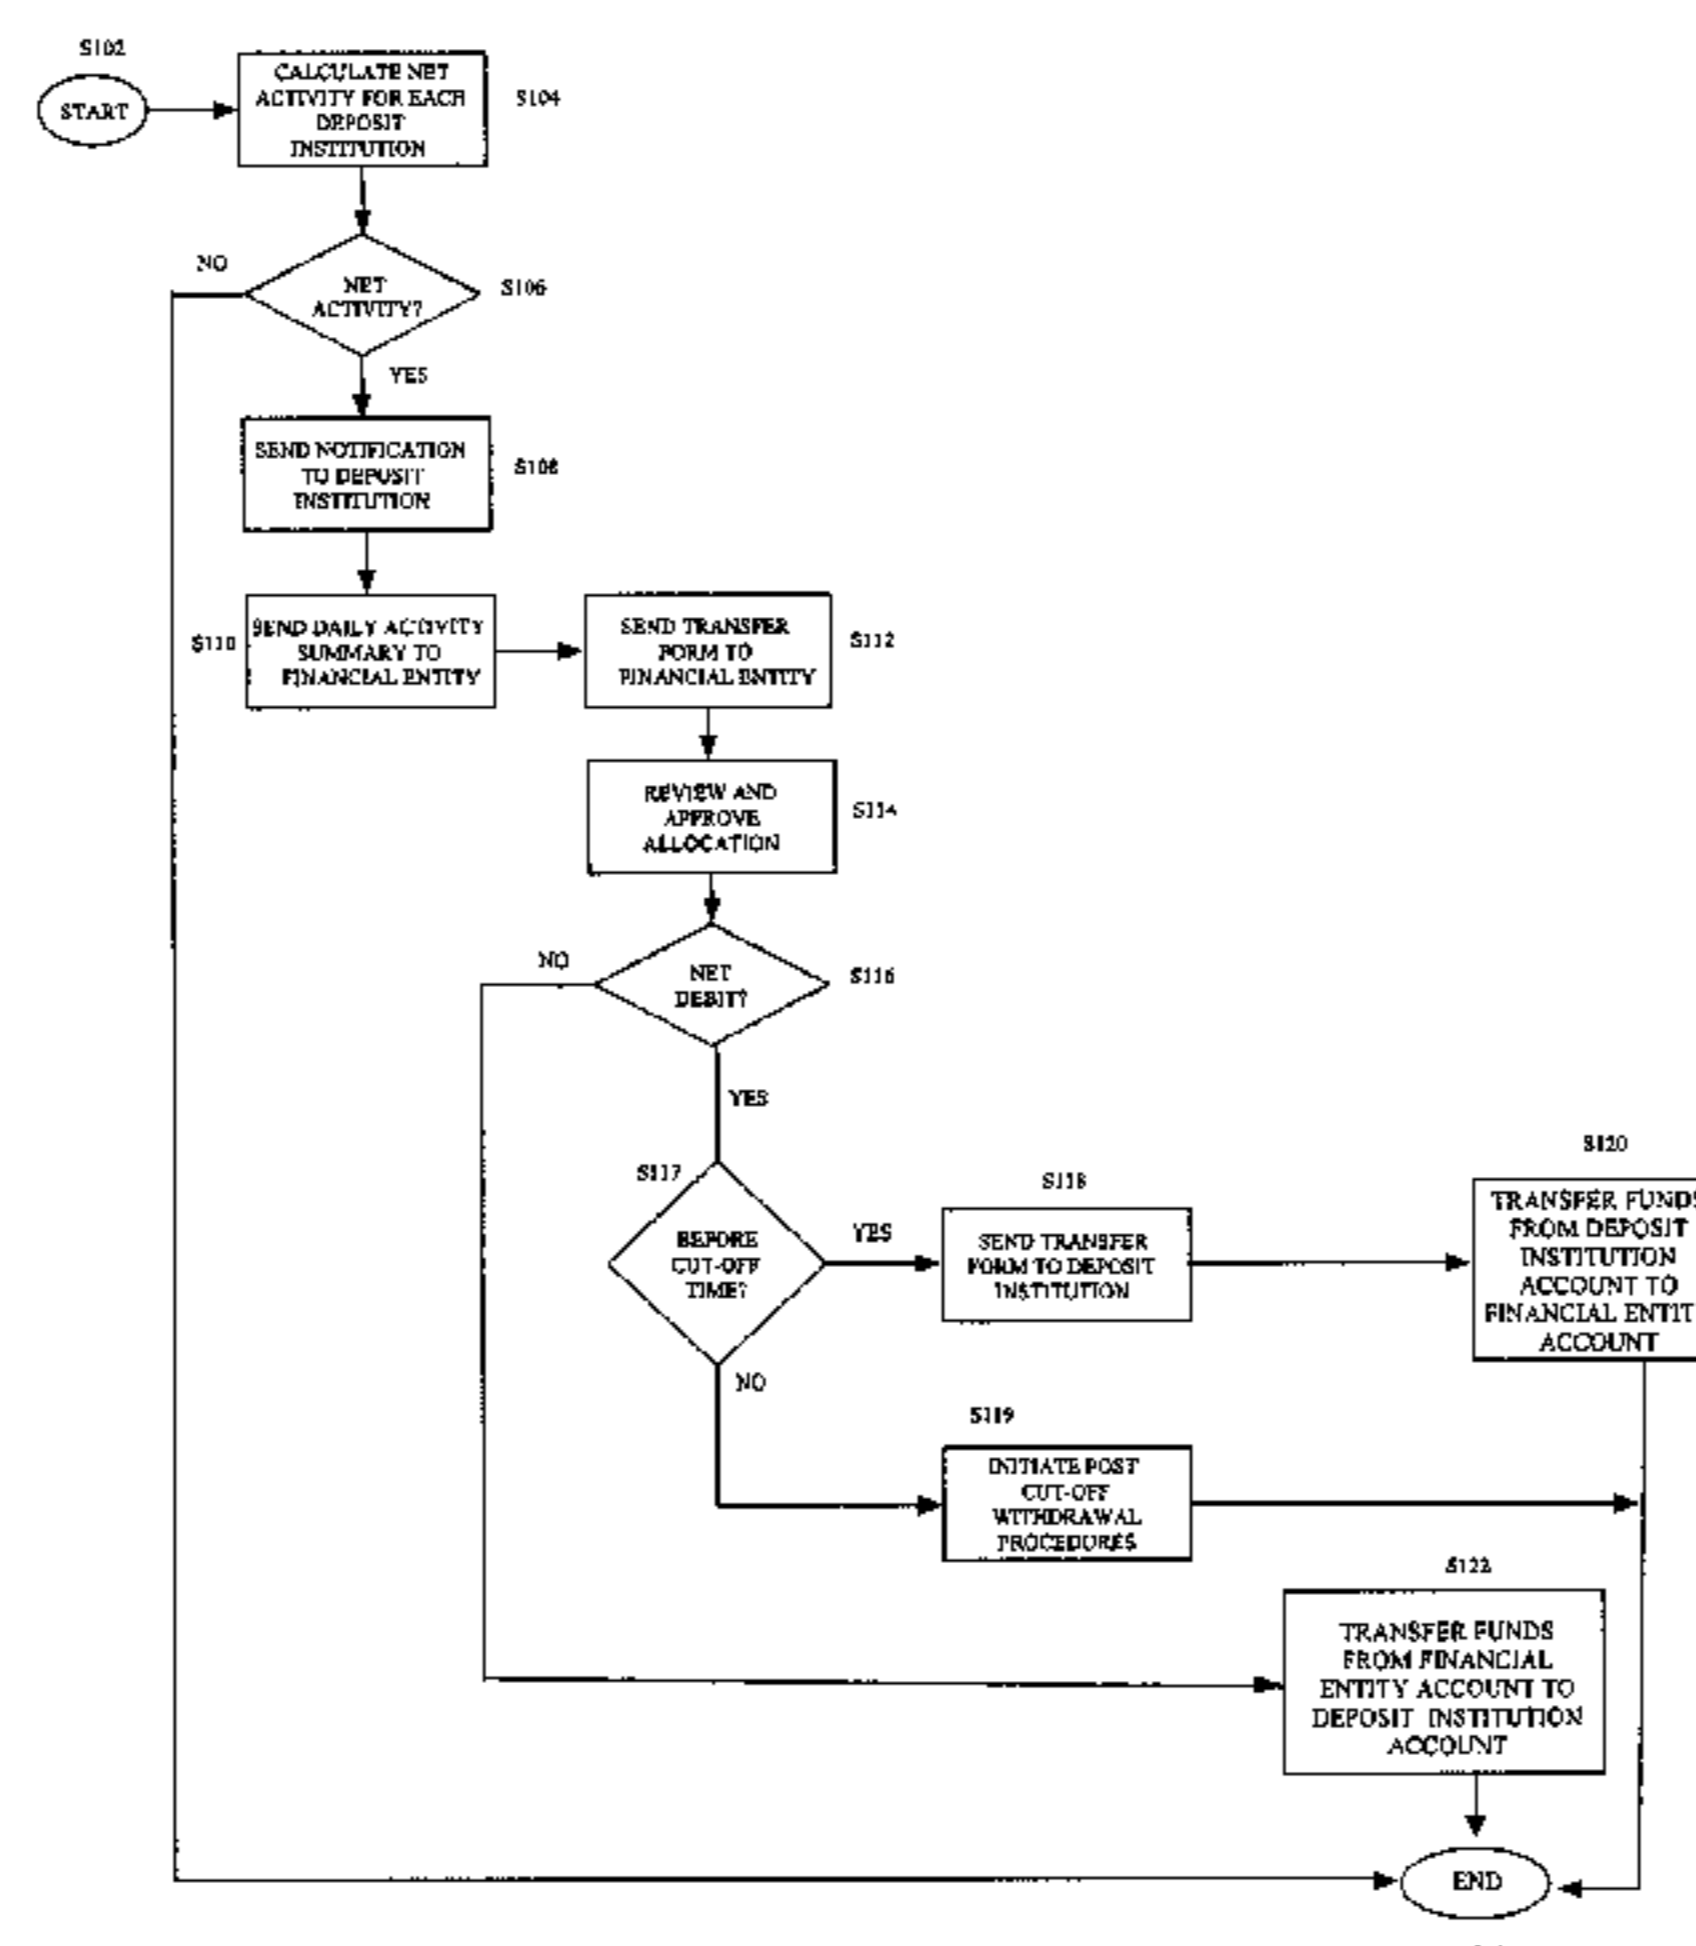 S102
START
CALCULATE NET
ACTIVITY FOR EACH
DEPOSIT
INSTITUTION
S104
NO
NET
ACTIVITY?
S106
YES
SEND NOTIFICATION
TO DEPOSIT
INSTITUTION
S108
S110
SEND DAILY ACTIVITY
SUMMARY TO
FINANCIAL ENTITY
SEND TRANSFER
FORM TO
FINANCIAL ENTITY
S112
REVIEW AND
APPROVE
ALLOCATION
S114
NO
NET
DEBIT?
S116
YES
S117
BEFORE
CUT-OFF
TIME?
YES
S118
SEND TRANSFER
FORM TO DEPOSIT
INSTITUTION
S120
TRANSFER FUNDS
FROM DEPOSIT
INSTITUTION
ACCOUNT TO
FINANCIAL ENTIT
ACCOUNT
NO
S119
INITIATE POST
CUT-OFF
WITHDRAWAL
PROCEDURES
S122
TRANSFER FUNDS
FROM FINANCIAL
ENTITY ACCOUNT TO
DEPOSIT INSTITUTION
ACCOUNT
END